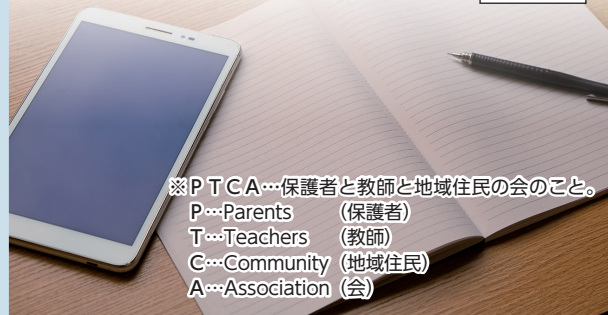 ※PTCA…保護者と教師と地域住民の会のこと。
P…Parents （保護者）
T…Teachers （教師）
C…Community （地域住民）
A…Association （会）